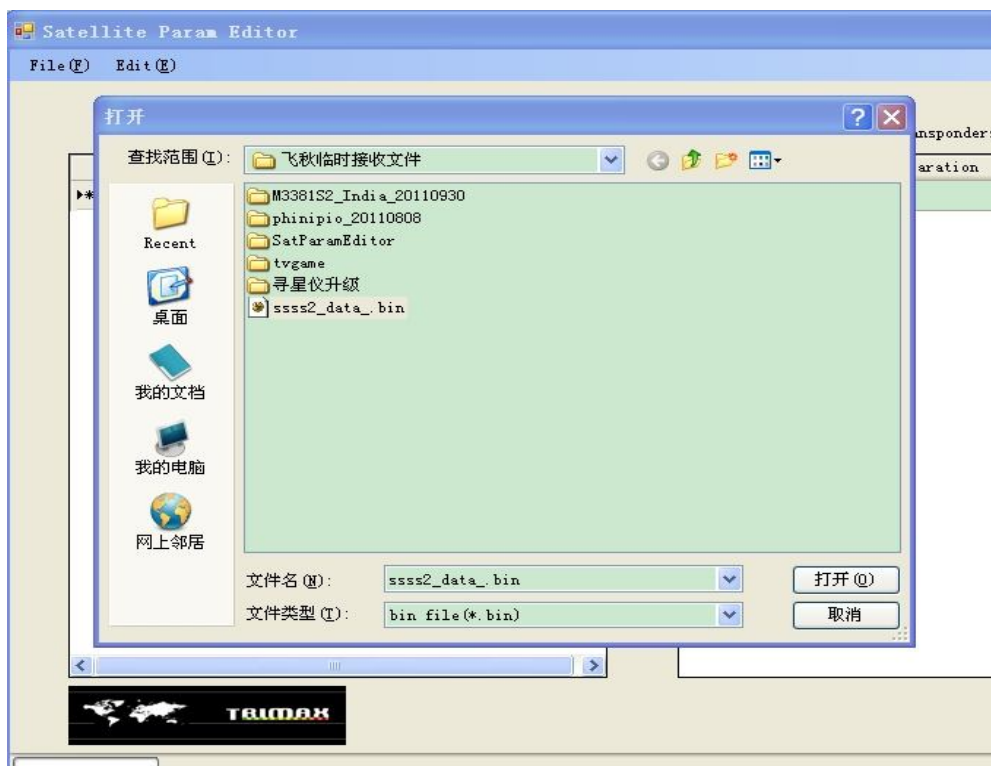 Satellite Param Editor
File(F) Edit(E)
打开
查找范围(I): 飞秋临时接收文件
M3381S2_India_20110930
phinipio_20110808
SatParamEditor
tvgame
寻星仪升级
ssss2_data_.bin
Recent
桌面
我的文档
我的电脑
网上邻居
文件名(N): ssss2_data_.bin 打开(O)
文件类型(T): bin file(*.bin) 取消
nsponder:
aration
TRIMAX